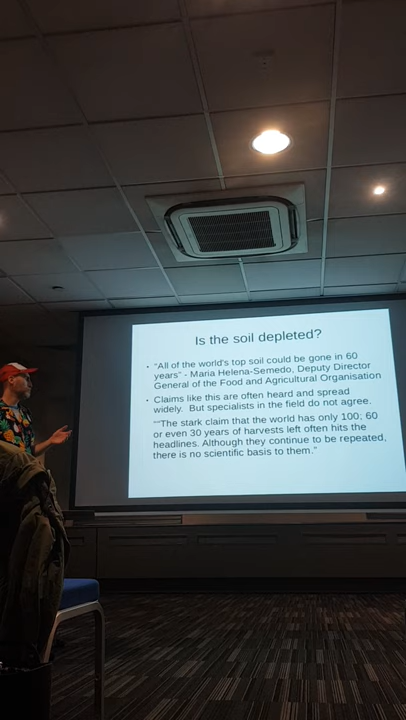 Is the soil depleted?
• "All of the world's top soil could be gone in 60
years" - Maria Helena-Semedo, Deputy Director
General of the Food and Agricultural Organisation
• Claims like this are often heard and spread
widely.  But specialists in the field do not agree.
""The stark claim that the world has only 100; 60
or even 30 years of harvests left often hits the
headlines. Although they continue to be repeated,
there is no scientific basis to them."